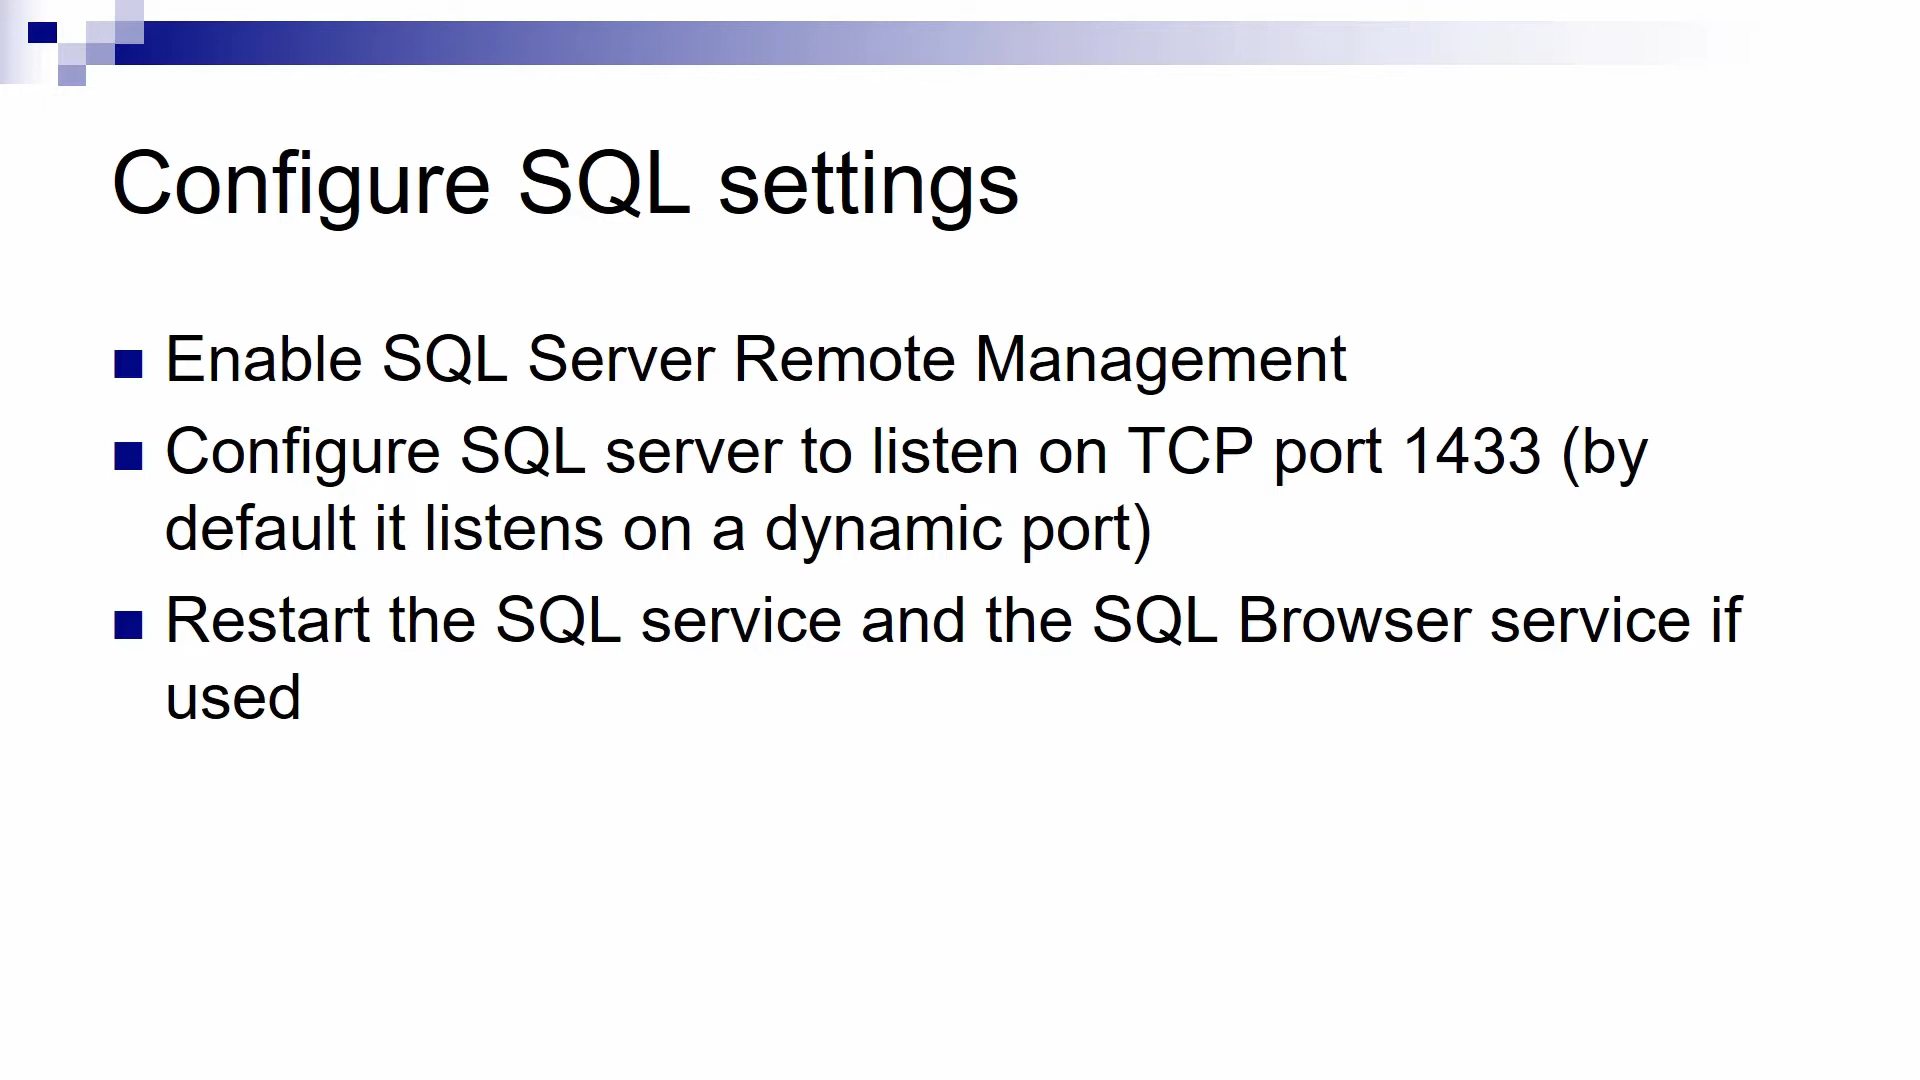 Configure SQL settings
Enable SQL Server Remote Management
Configure SQL server to listen on TCP port 1433 (by
default it listens on a dynamic port)
Restart the SQL service and the SQL Browser service if
used